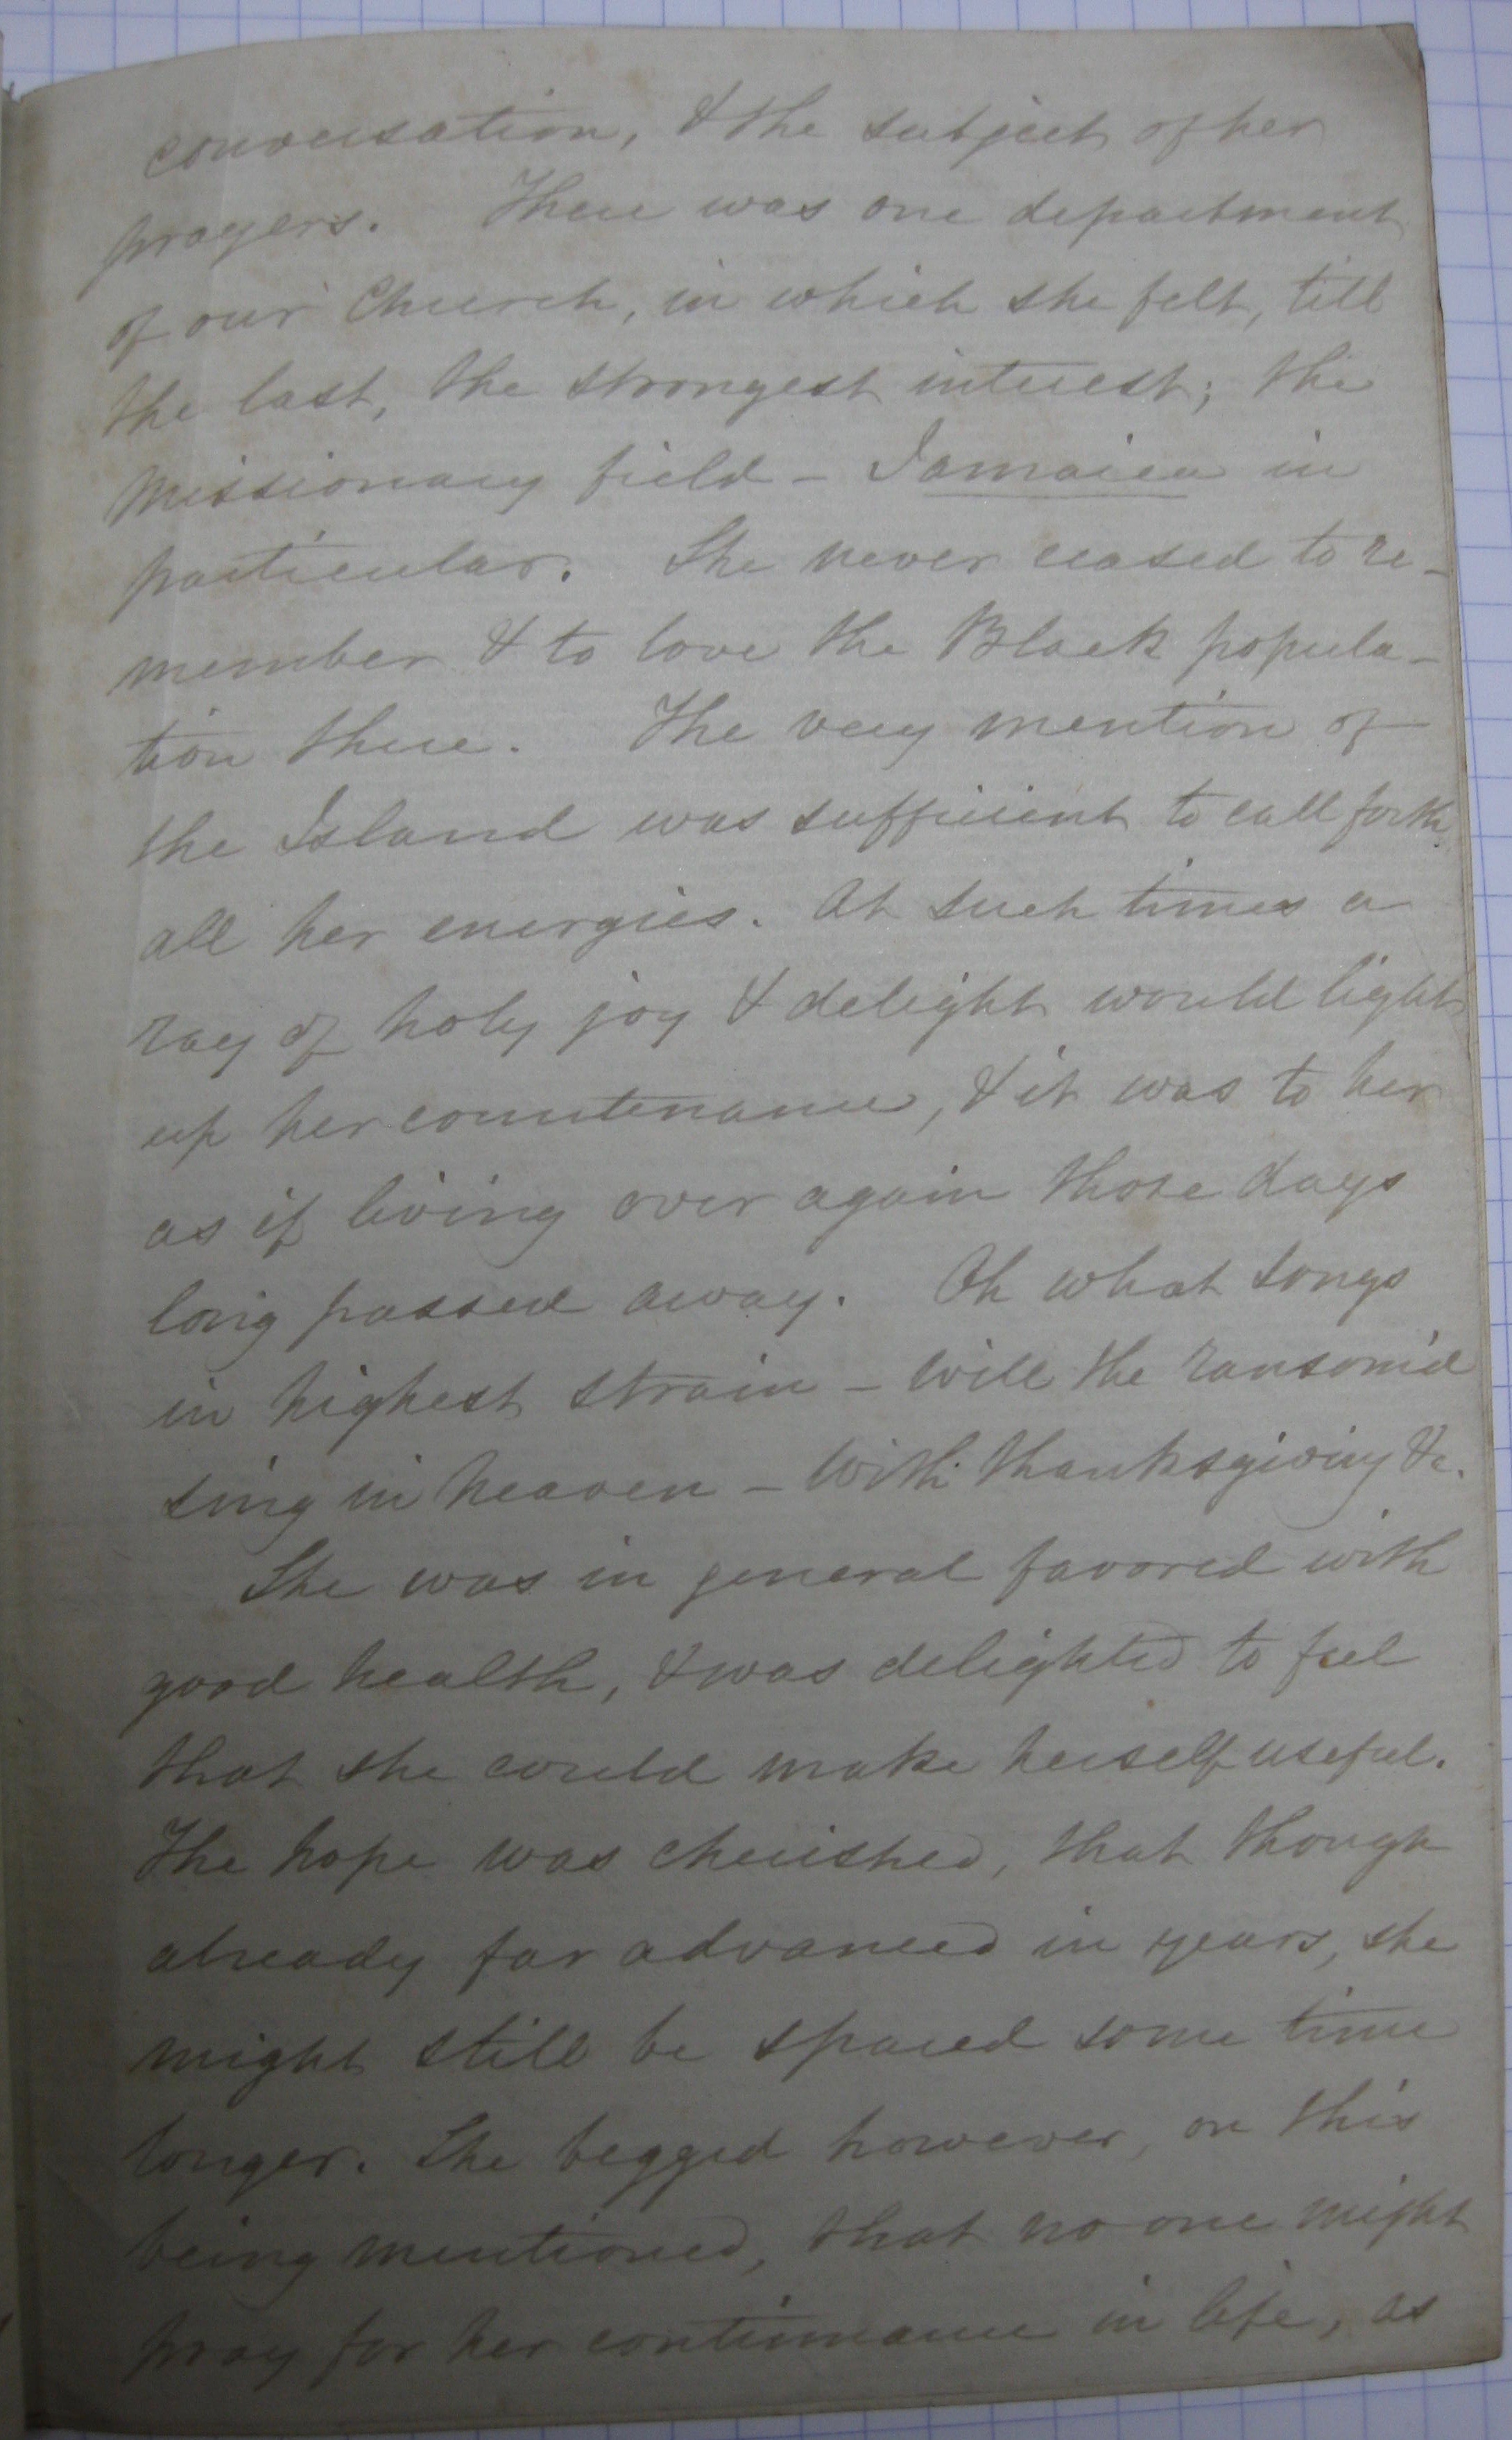 conversation, & the subject of her
prayers. There was one department
of our Church, in which she felt, till
the last, the strongest interest; the
Missionary field - Jamaica in
particular. She never ceased to re-
member & to love the Black popula-
tion there. The very mention of
the Island was sufficient to call forth
all her energies. At such times a
ray of holy joy & delight would light
up her countenance, & it was to her
as if living over again those days
long passed away. Oh what songs
in highest strain - Will the ransom'd
sing in heaven - With thanksgiving &c.
She was in general favored with
good health, & was delighted to feel
that she could make herself useful.
The hope was cherished, that though
already far advanced in years, she
might still be spared some time
longer. She begged however, on this
being mentioned, that no one might
pray for her continuance in life, as